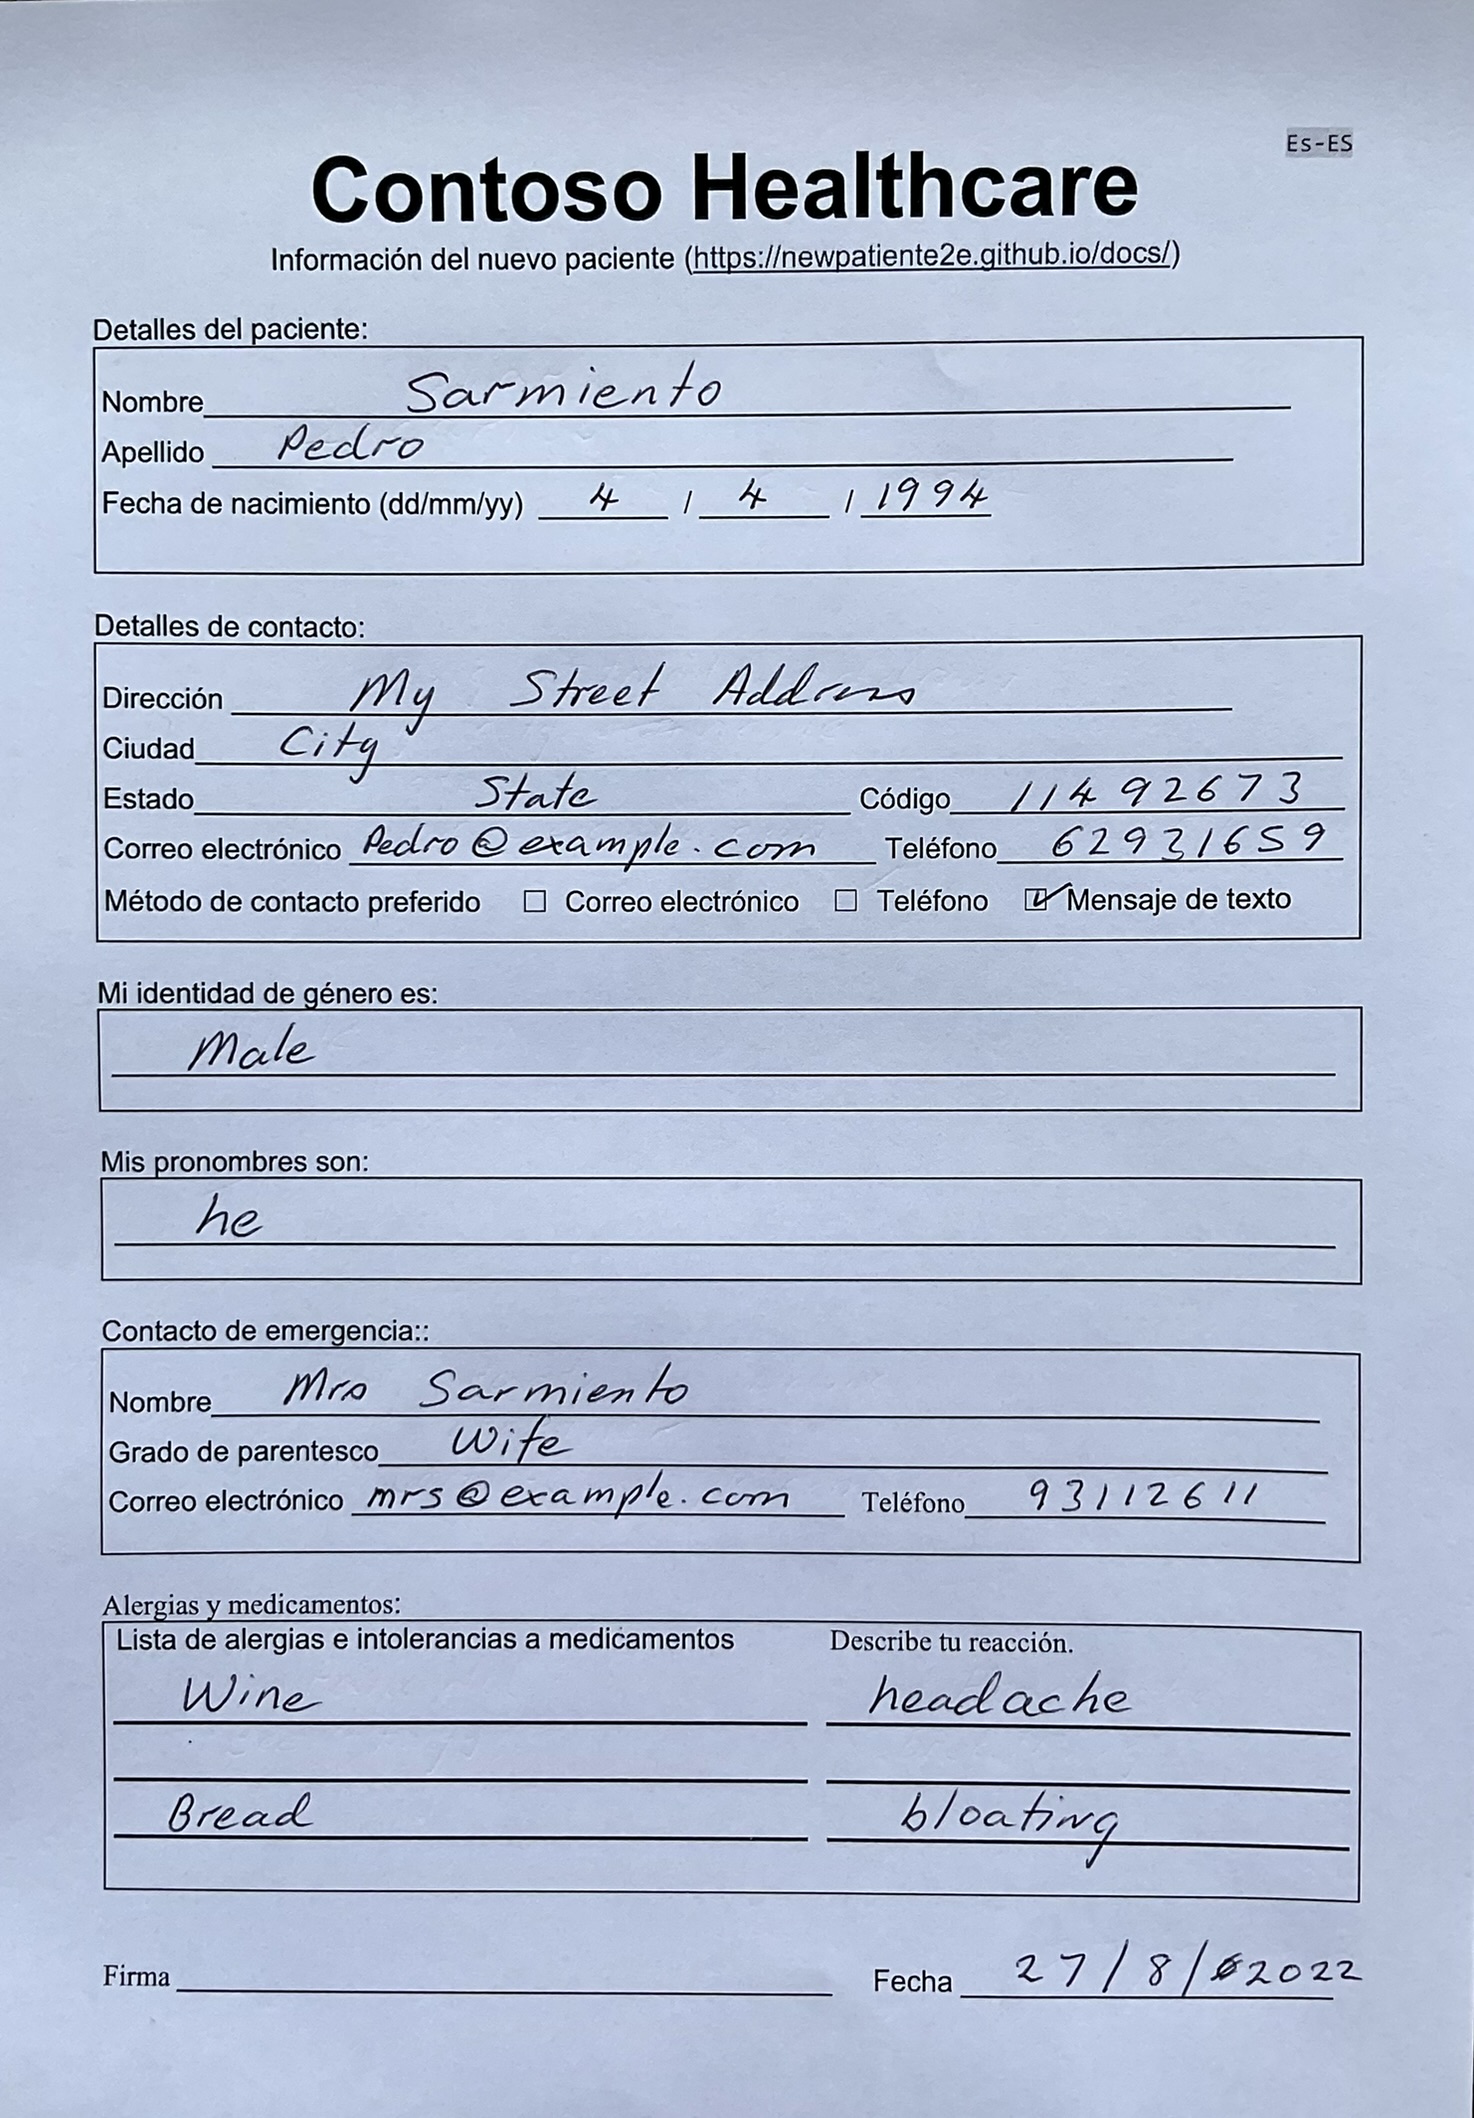 Es-ES
Contoso Healthcare
Información del nuevo paciente (https://newpatiente2e.github.io/docs/)
Detalles del paciente:
Nombre Sarmiento
Apellido Pedro
Fecha de nacimiento (dd/mm/yy) 4 / 4 / 1994
Detalles de contacto:
Dirección My Street Address
Ciudad City
Estado State Código 11492673
Correo electrónico Pedro@example.com Teléfono 62931659
Método de contacto preferido ☐ Correo electrónico ☐ Teléfono ☑ Mensaje de texto
Mi identidad de género es:
Male
Mis pronombres son:
he
Contacto de emergencia::
Nombre Mrs Sarmiento
Grado de parentesco Wife
Correo electrónico mrs@example.com Teléfono 93112611
Alergias y medicamentos:
Lista de alergias e intolerancias a medicamentos Describe tu reacción.
Wine headache
Bread bloating
Firma Fecha 27/8/2022